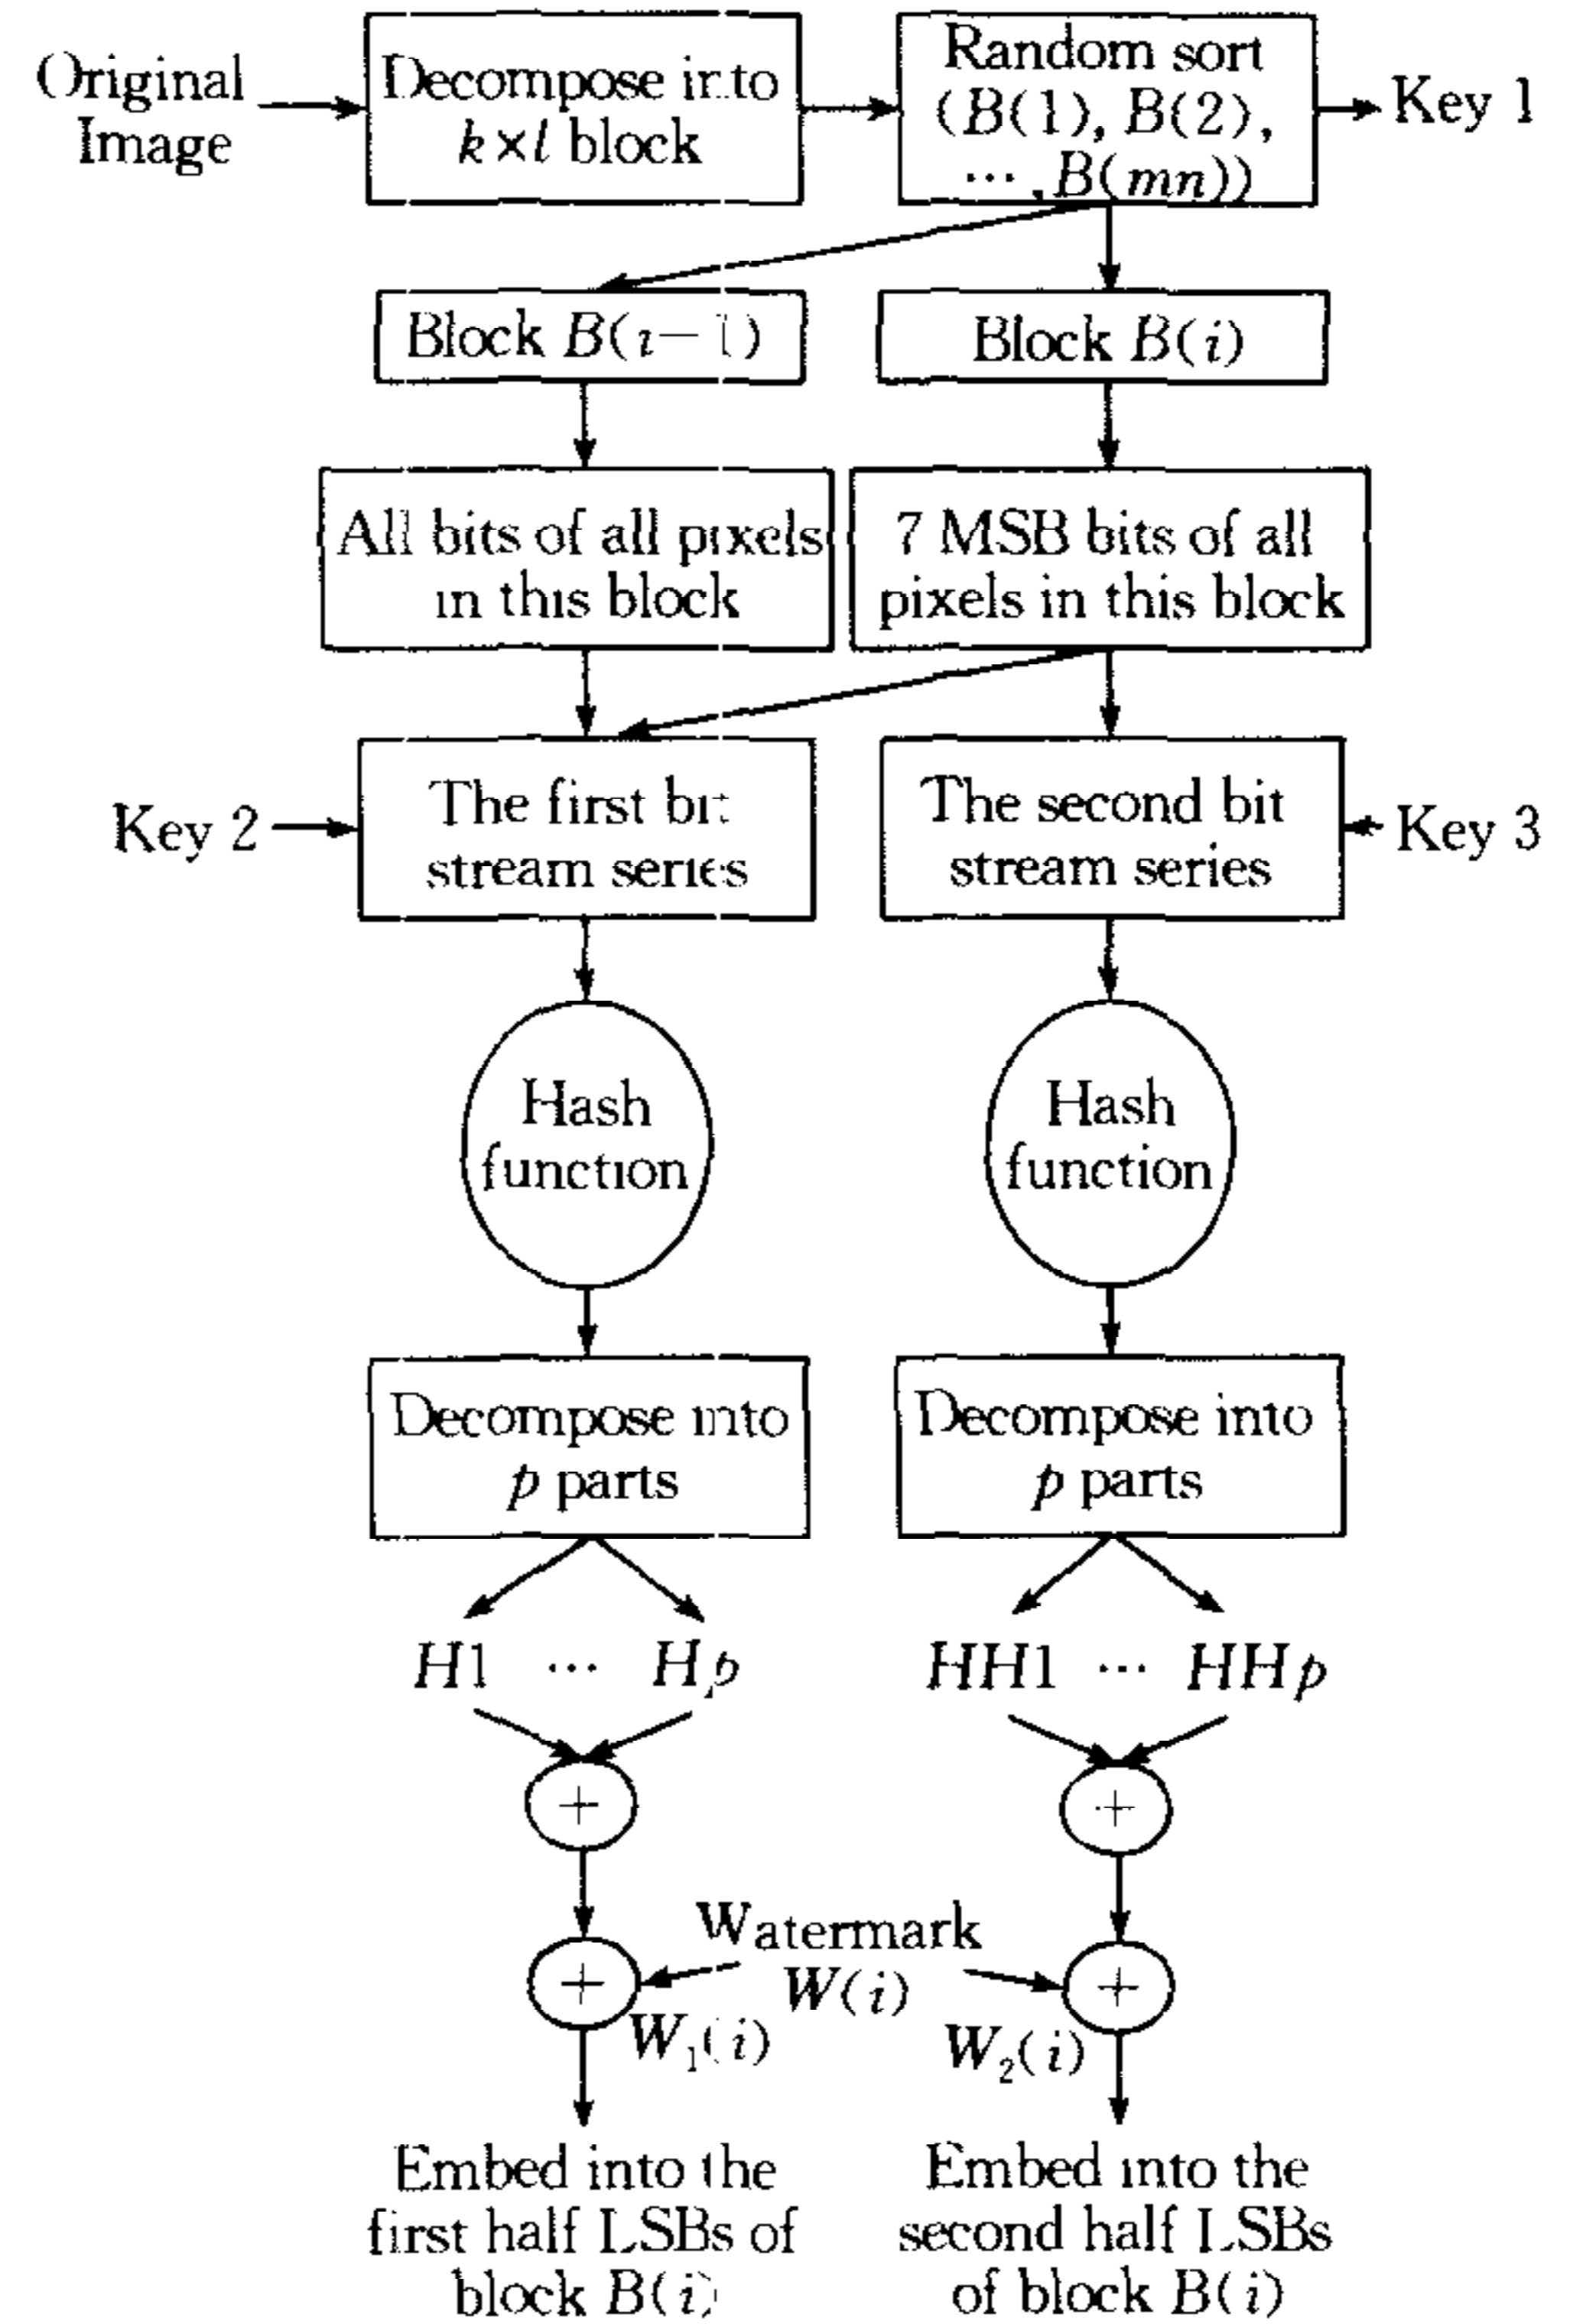 Original
Image
Decompose into
k×l block
Random sort
(B(1), B(2),
…, B(mn))
Key 1
Block B(i−1)
Block B(i)
All bits of all pixels
in this block
7 MSB bits of all
pixels in this block
Key 2
The first bit
stream series
The second bit
stream series
Key 3
Hash
function
Hash
function
Decompose into
p parts
Decompose into
p parts
H1 … Hp
HH1 … HHp
+
+
Watermark
W(i)
+
+
W₁(i)
W₂(i)
Embed into the
first half LSBs of
block B(i)
Embed into the
second half LSBs
of block B(i)